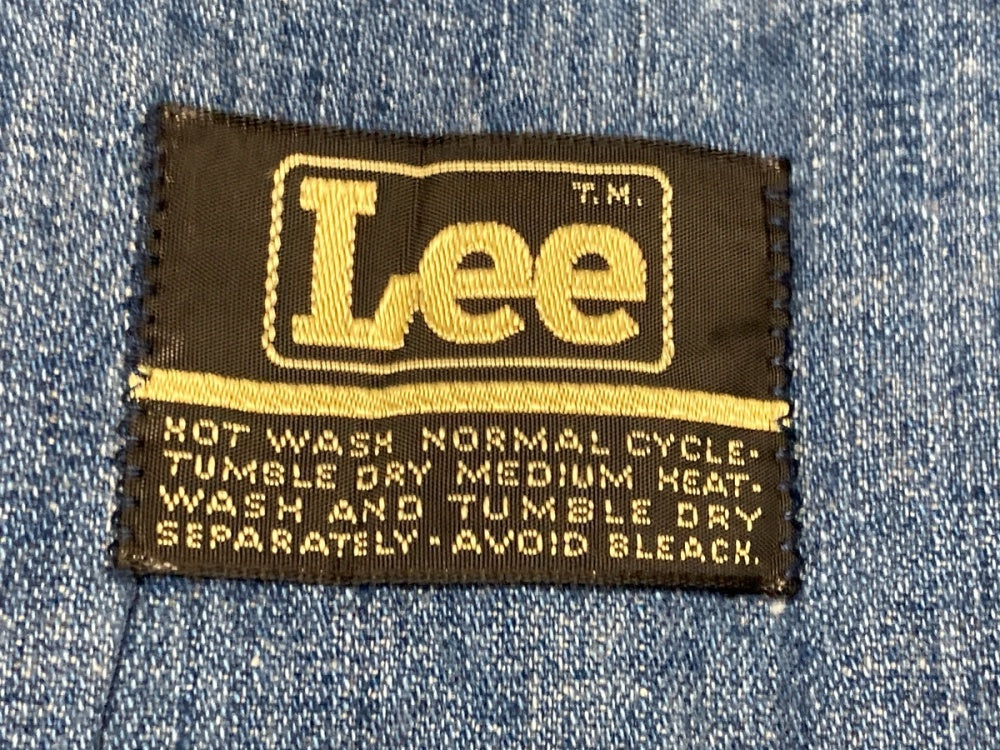 Lee T.M.
HOT WASH NORMAL CYCLE.
TUMBLE DRY MEDIUM HEAT.
WASH AND TUMBLE DRY
SEPARATELY. AVOID BLEACH.